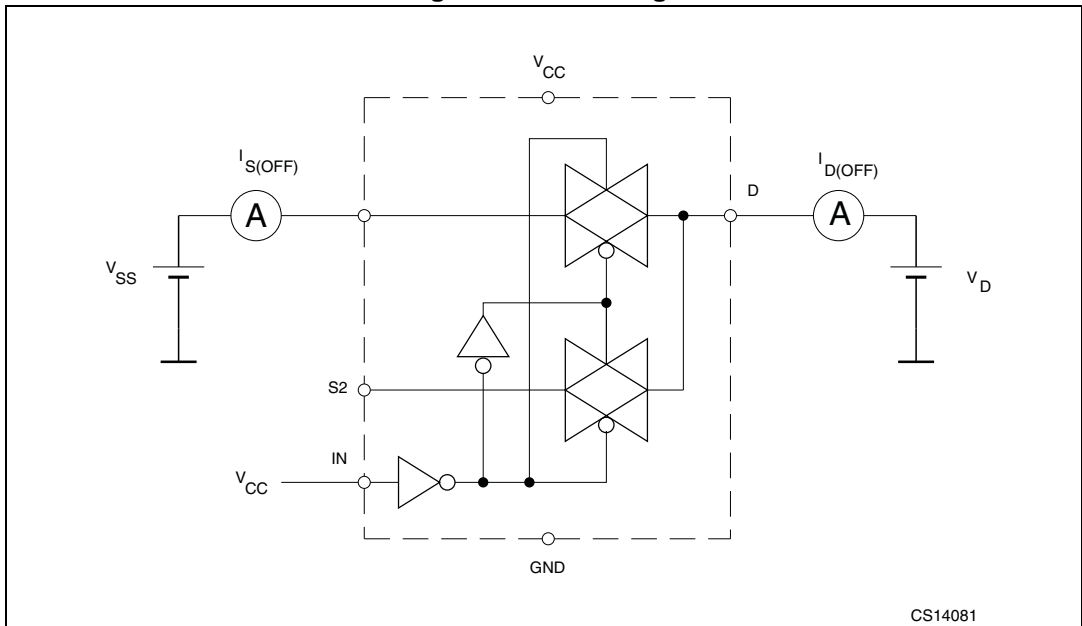 V CC
I S(OFF)
I D(OFF)
D
A
A
V SS
V D
S2
IN
V CC
GND
CS14081